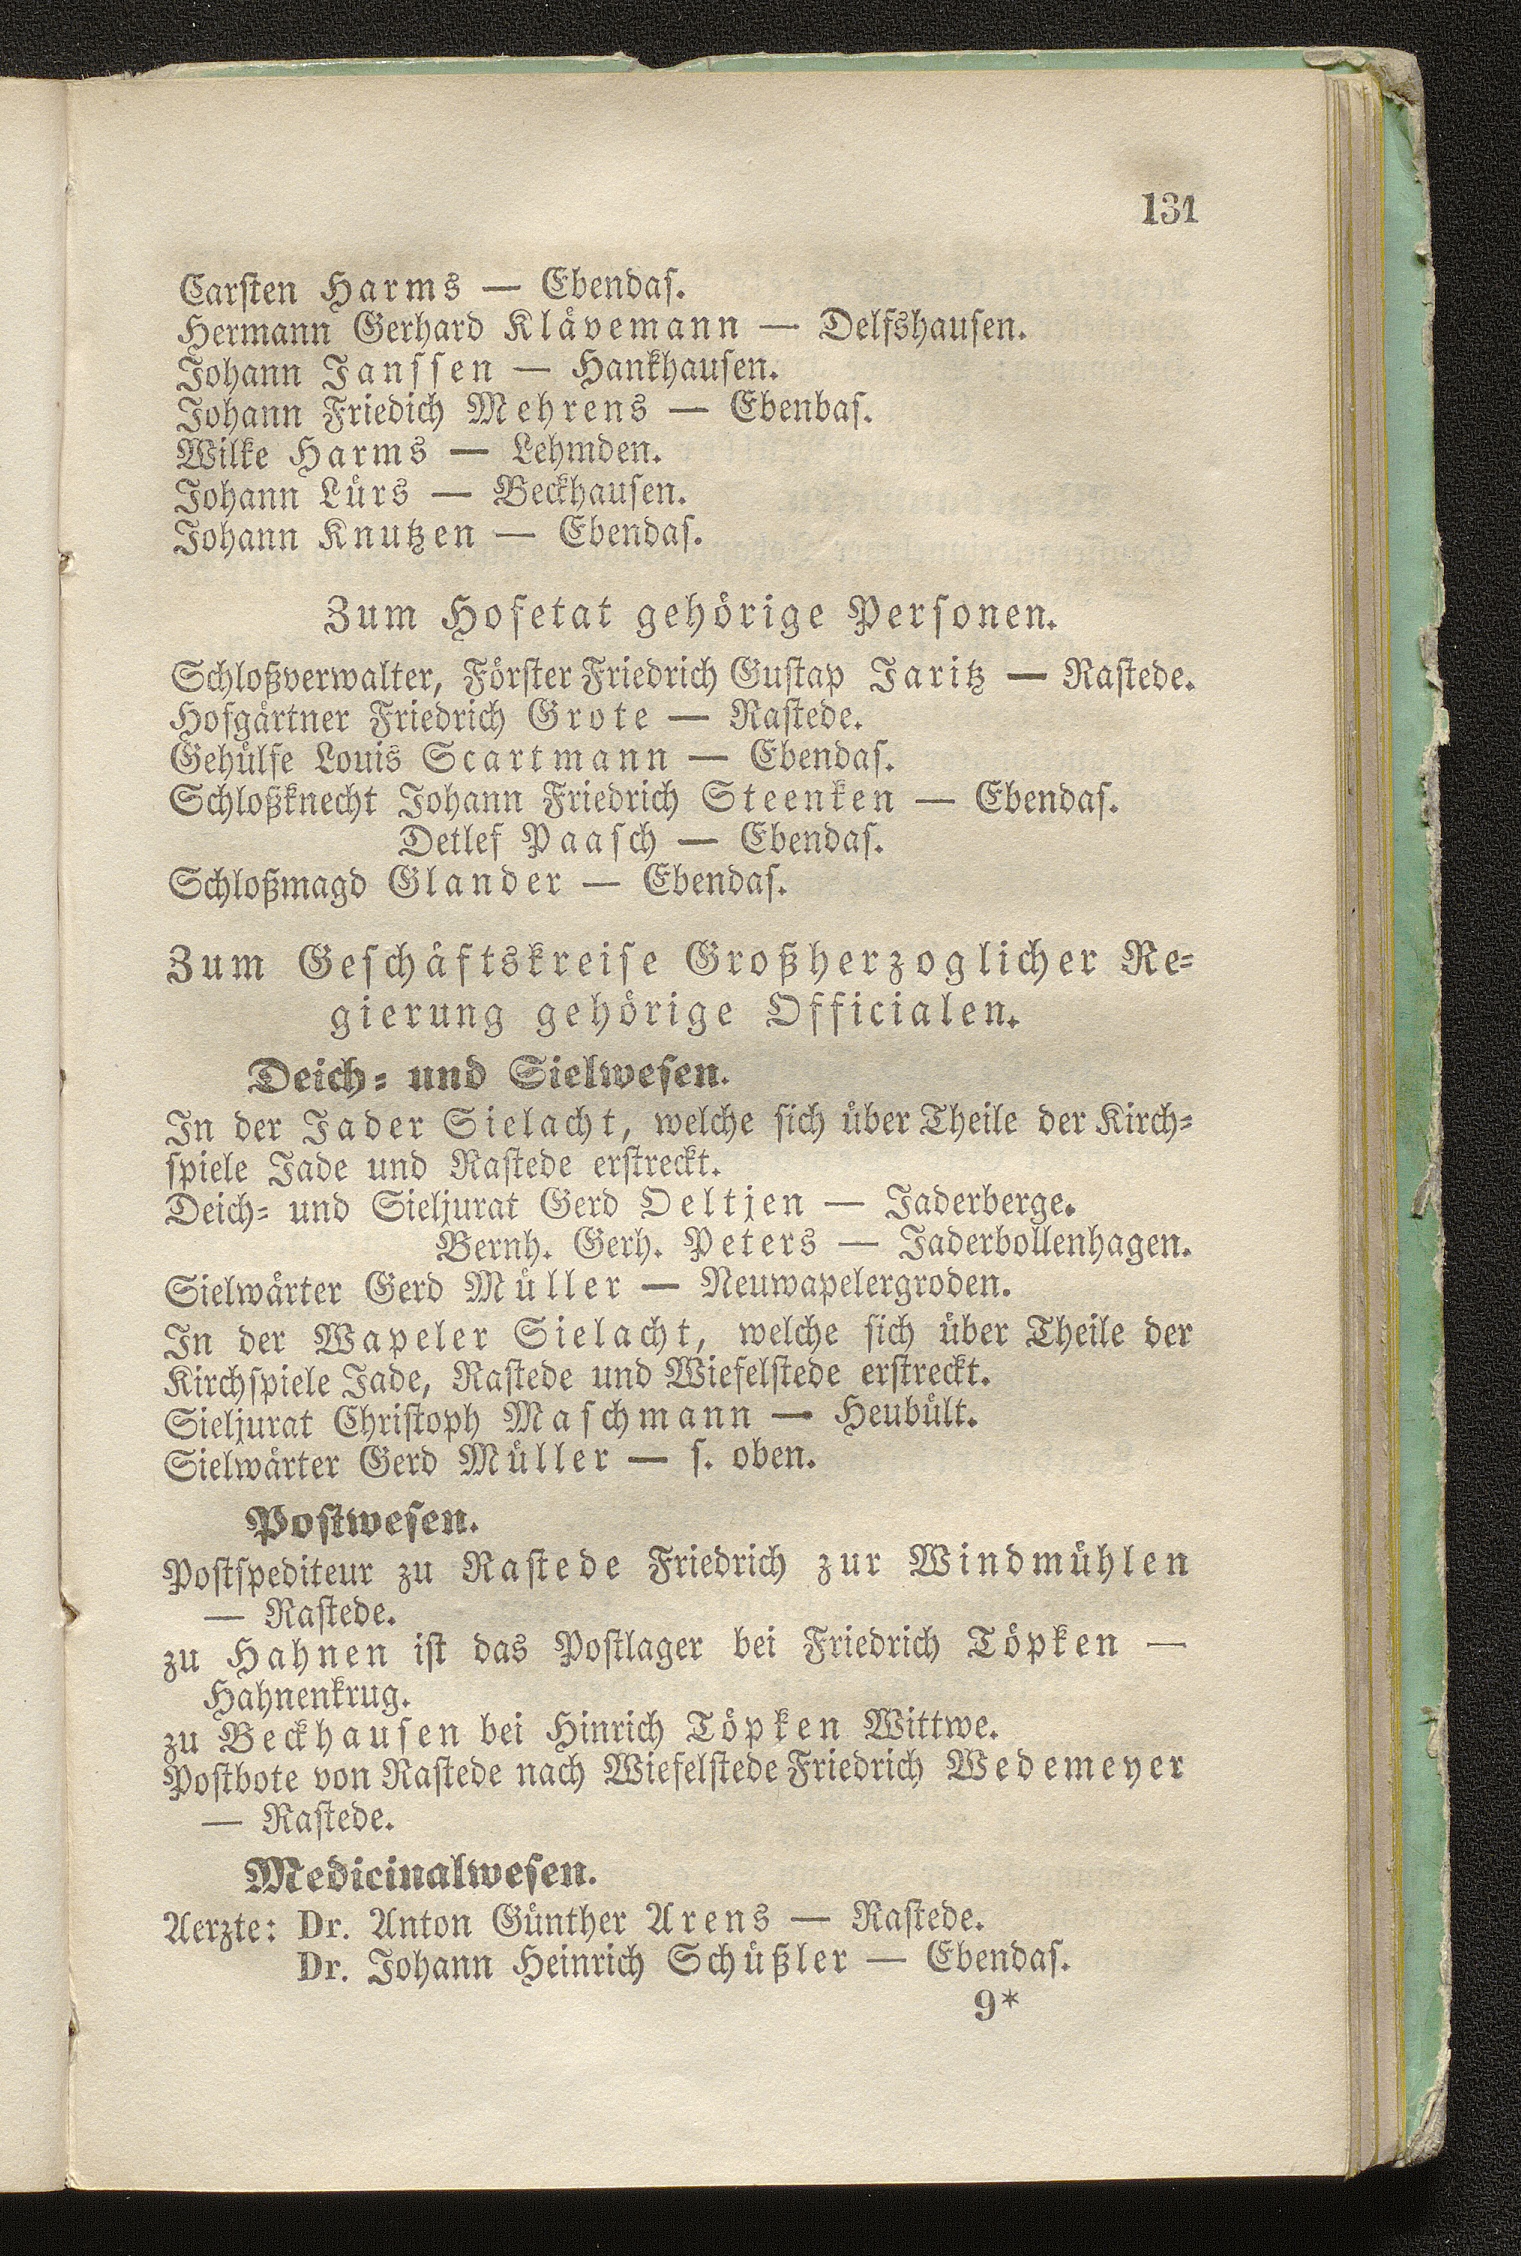 131
Carsten Harms — Ebendas.
Hermann Gerhard Klävemann — Delfshausen.
Johann Janssen — Hankhausen.
Johann Friedich Mehrens — Ebenbas.
Wilke Harms — Lehmden.
Johann Lürs — Beckhausen.
Johann Knutzen — Ebendas.
Zum Hofetat gehörige Personen.
Schloßverwalter, Förster Friedrich Gustap Jaritz — Rastede.
Hofgärtner Friedrich Grote — Rastede.
Gehülfe Louis Scartmann — Ebendas.
Schloßknecht Johann Friedrich Steenken — Ebendas.
Detlef Paasch — Ebendas.
Schloßmagd Glander — Ebendas.
Zum Geschäftskreise Großherzoglicher Re-
gierung gehörige Officialen.
Deich- und Sielwesen.
In der Jader Sielacht, welche sich über Theile der Kirch-
spiele Jade und Rastede erstreckt.
Deich- und Sieljurat Gerd Oeltjen — Jaderberge.
Bernh. Gerh. Peters — Jaderbollenhagen.
Sielwärter Gerd Müller — Neuwapelergroden.
In der Wapeler Sielacht, welche sich über Theile der
Kirchspiele Jade, Rastede und Wiefelstede erstreckt.
Sieljurat Christoph Maschmann — Heubült.
Sielwärter Gerd Müller — s. oben.
Postwesen.
Postspediteur zu Rastede Friedrich zur Windmühlen
— Rastede.
zu Hahnen ist das Postlager bei Friedrich Töpken —
Hahnenkrug.
zu Beckhausen bei Hinrich Töpken Wittwe.
Postbote von Rastede nach Wiefelstede Friedrich Wedemeyer
— Rastede.
Medicinalwesen.
Aerzte: Dr. Anton Günther Arens — Rastede.
Dr. Johann Heinrich Schüßler — Ebendas.
9*